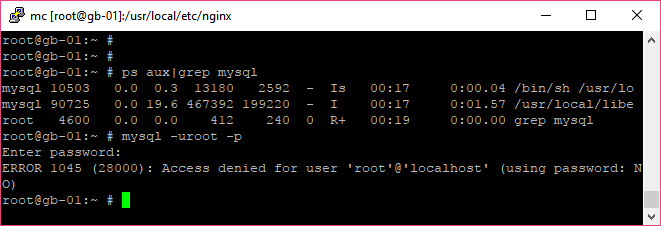 mc [root@gb-01]:/usr/local/etc/nginx
root@gb-01:~ #
root@gb-01:~ #
root@gb-01:~ # ps aux|grep mysql
mysql 10503   0.0  0.3  13180   2592  -  Is   00:17     0:00.04 /bin/sh /usr/lo
mysql 90725   0.0 19.6 467392 199220  -  I    00:17     0:01.57 /usr/local/libe
root   4600   0.0  0.0    412    240  0  R+   00:19     0:00.00 grep mysql
root@gb-01:~ # mysql -uroot -p
Enter password:
ERROR 1045 (28000): Access denied for user 'root'@'localhost' (using password: N
O)
root@gb-01:~ #